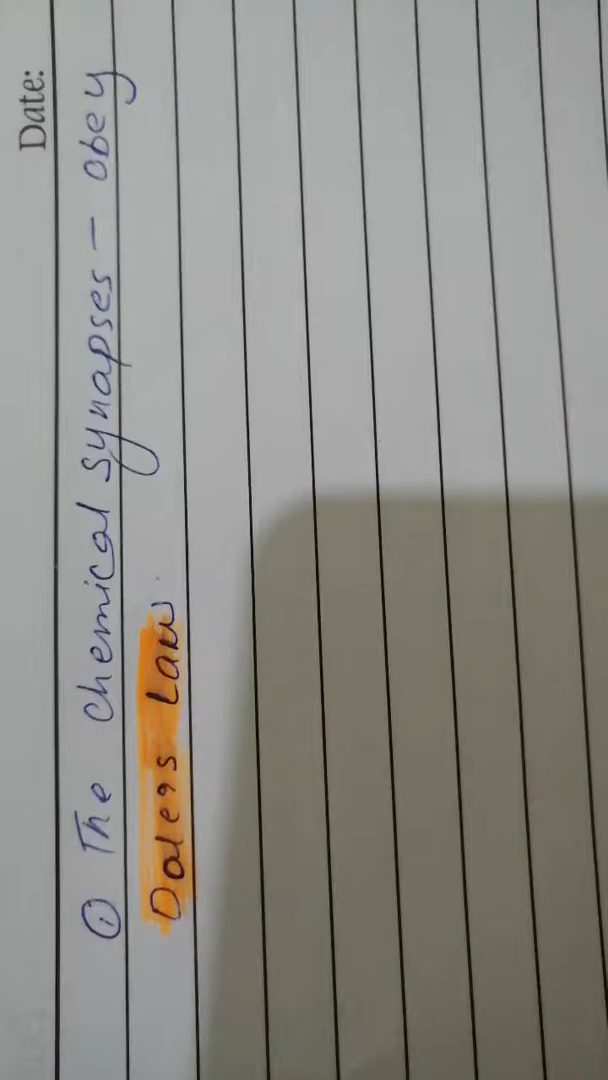 Date:
① The chemical synapses – obey
Dale's Law.